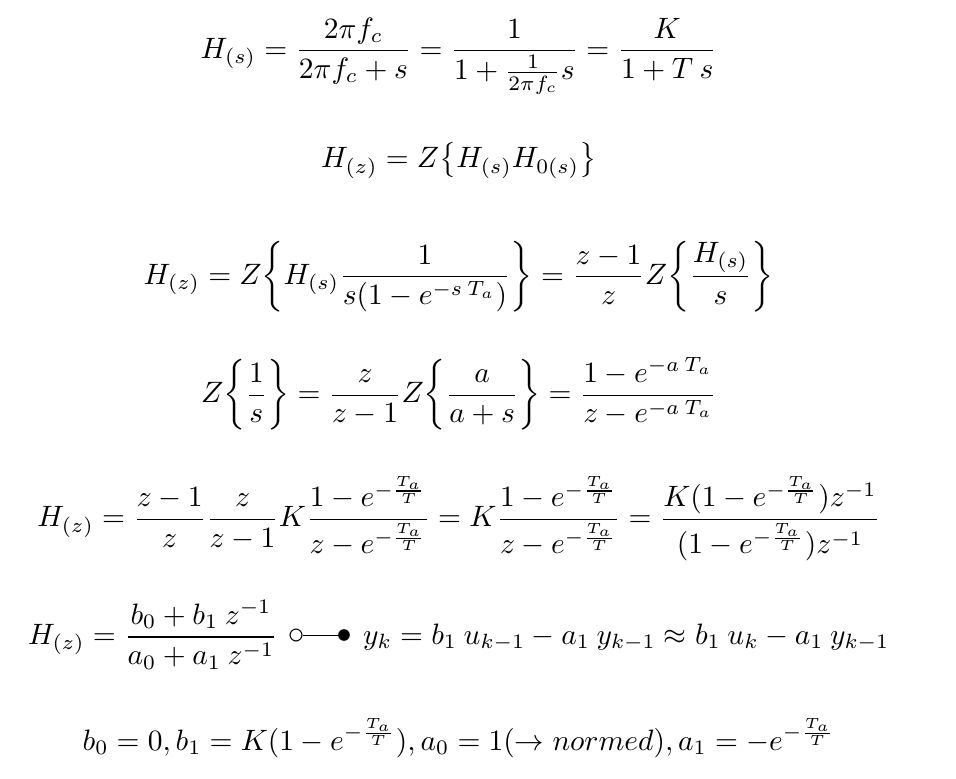 H_{(s)} = \frac{2\pi f_c}{2\pi f_c + s} = \frac{1}{1 + \frac{1}{2\pi f_c} s} = \frac{K}{1 + T\ s}
H_{(z)} = Z\{H_{(s)} H_{0(s)}\}
H_{(z)} = Z\left\{H_{(s)} \frac{1}{s(1 - e^{-s\ T_a})}\right\} = \frac{z - 1}{z} Z\left\{\frac{H_{(s)}}{s}\right\}
Z\left\{\frac{1}{s}\right\} = \frac{z}{z - 1} Z\left\{\frac{a}{a + s}\right\} = \frac{1 - e^{-a\ T_a}}{z - e^{-a\ T_a}}
H_{(z)} = \frac{z - 1}{z} \frac{z}{z - 1} K \frac{1 - e^{-\frac{T_a}{T}}}{z - e^{-\frac{T_a}{T}}} = K \frac{1 - e^{-\frac{T_a}{T}}}{z - e^{-\frac{T_a}{T}}} = \frac{K(1 - e^{-\frac{T_a}{T}}) z^{-1}}{(1 - e^{-\frac{T_a}{T}}) z^{-1}}
H_{(z)} = \frac{b_0 + b_1\ z^{-1}}{a_0 + a_1\ z^{-1}} ○—● y_k = b_1\ u_{k-1} - a_1\ y_{k-1} \approx b_1\ u_k - a_1\ y_{k-1}
b_0 = 0, b_1 = K(1 - e^{-\frac{T_a}{T}}), a_0 = 1(\rightarrow normed), a_1 = -e^{-\frac{T_a}{T}}